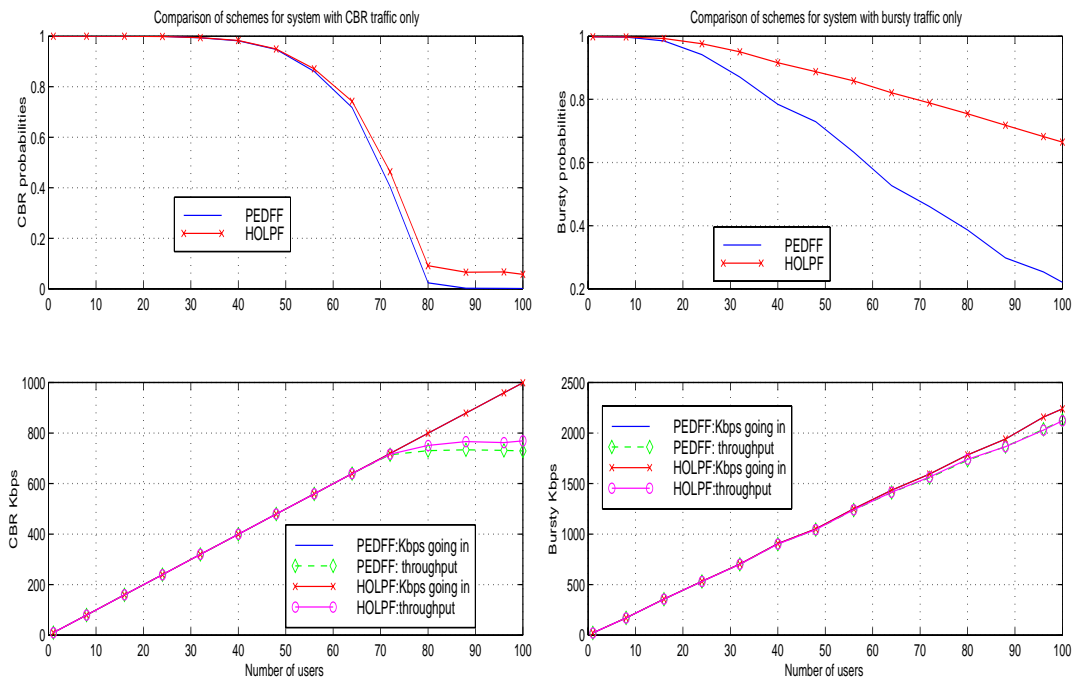 Comparison of schemes for system with CBR traffic only
CBR probabilities
1
0.8
0.6
0.4
0.2
0
0 10 20 30 40 50 60 70 80 90 100
PEDFF
HOLPF
Comparison of schemes for system with bursty traffic only
Bursty probabilities
1
0.8
0.6
0.4
0.2
0 10 20 30 40 50 60 70 80 90 100
PEDFF
HOLPF
CBR Kbps
1000
800
600
400
200
0
0 10 20 30 40 50 60 70 80 90 100
Number of users
PEDFF:Kbps going in
PEDFF: throughput
HOLPF:Kbps going in
HOLPF:throughput
Bursty Kbps
2500
2000
1500
1000
500
0
0 10 20 30 40 50 60 70 80 90 100
Number of users
PEDFF:Kbps going in
PEDFF: throughput
HOLPF:Kbps going in
HOLPF:throughput